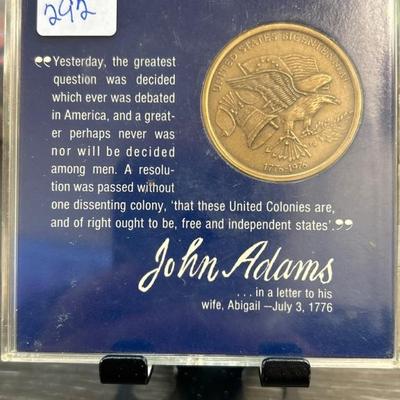 292
❝Yesterday, the greatest
question was decided
which ever was debated
in America, and a great-
er perhaps never was
nor will be decided
among men. A resolu-
tion was passed without
one dissenting colony, ‘that these United Colonies are,
and of right ought to be, free and independent states’.❞
UNITED STATES BICENTENNIAL
1776-1976
John Adams
. . . in a letter to his
wife, Abigail —July 3, 1776